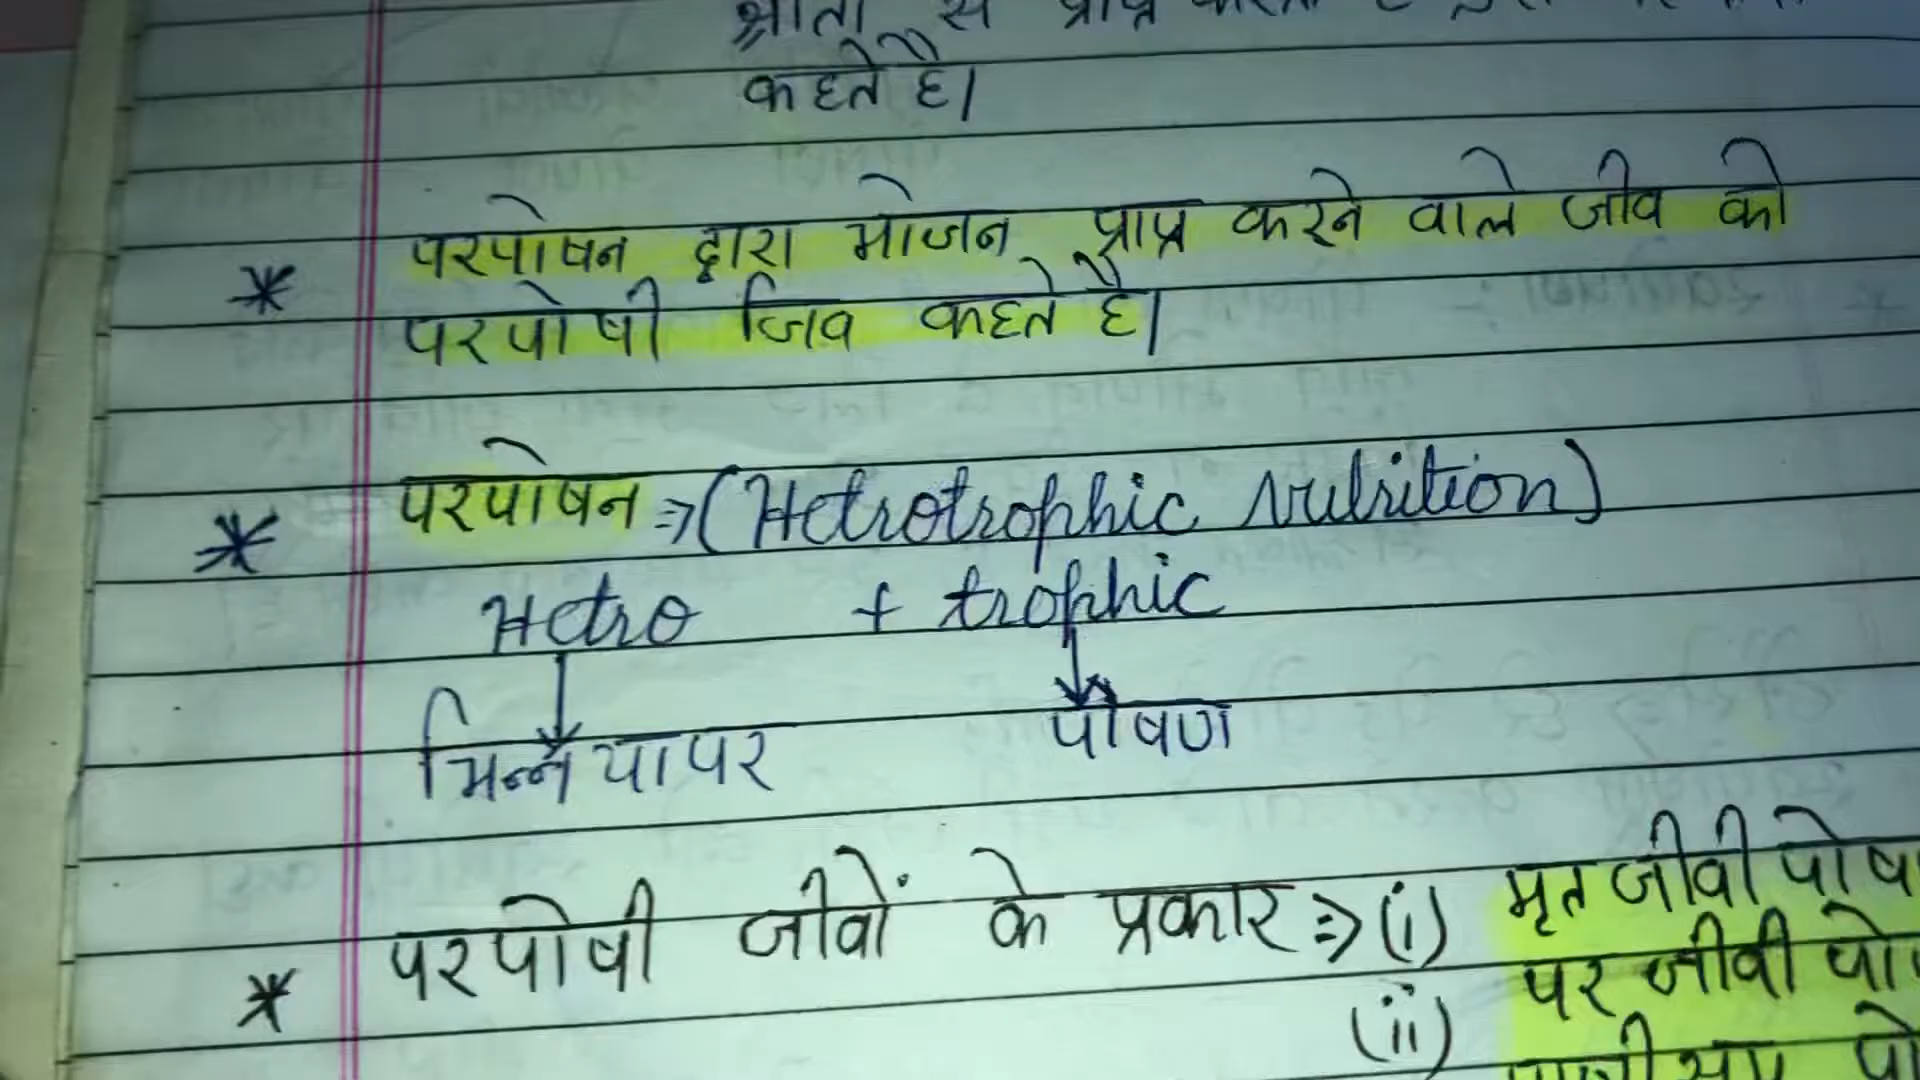 से प्राप्त
कहते है।
* परपोषन द्वारा भोजन प्राप्त करने वाले जीव को
परपोषी जिव कहते है।
* परपोषन ⇒ (Hetrotrophic Nutrition)
Hetro + trophic
भिन्न या पर पोषण
* परपोषी जीवों के प्रकार ⇒ (i) मृतजीवी
(ii) पर जीवी